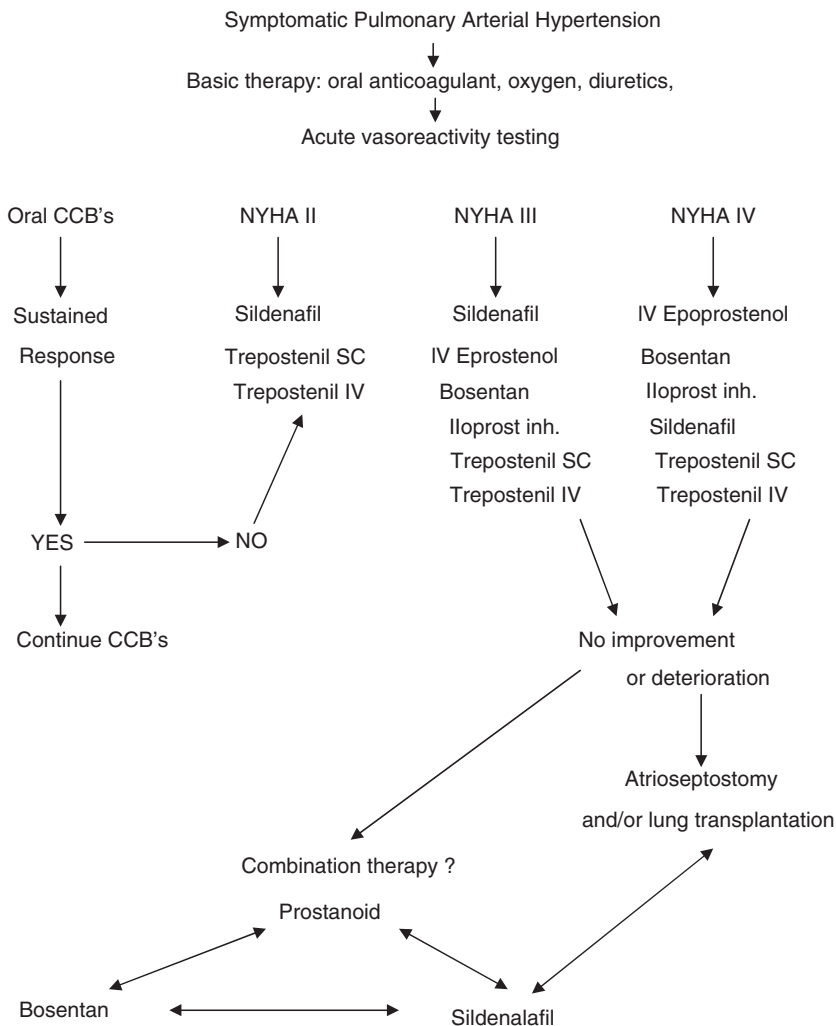 Symptomatic Pulmonary Arterial Hypertension
Basic therapy: oral anticoagulant, oxygen, diuretics,
Acute vasoreactivity testing
Oral CCB's
NYHA II
NYHA III
NYHA IV
Sustained
Response
Sildenafil
Trepostenil SC
Trepostenil IV
Sildenafil
IV Eprostenol
Bosentan
Iloprost inh.
Trepostenil SC
Trepostenil IV
IV Epoprostenol
Bosentan
Iloprost inh.
Sildenafil
Trepostenil SC
Trepostenil IV
YES
NO
Continue CCB's
No improvement
or deterioration
Atrioseptostomy
and/or lung transplantation
Combination therapy ?
Prostanoid
Bosentan
Sildenalafil